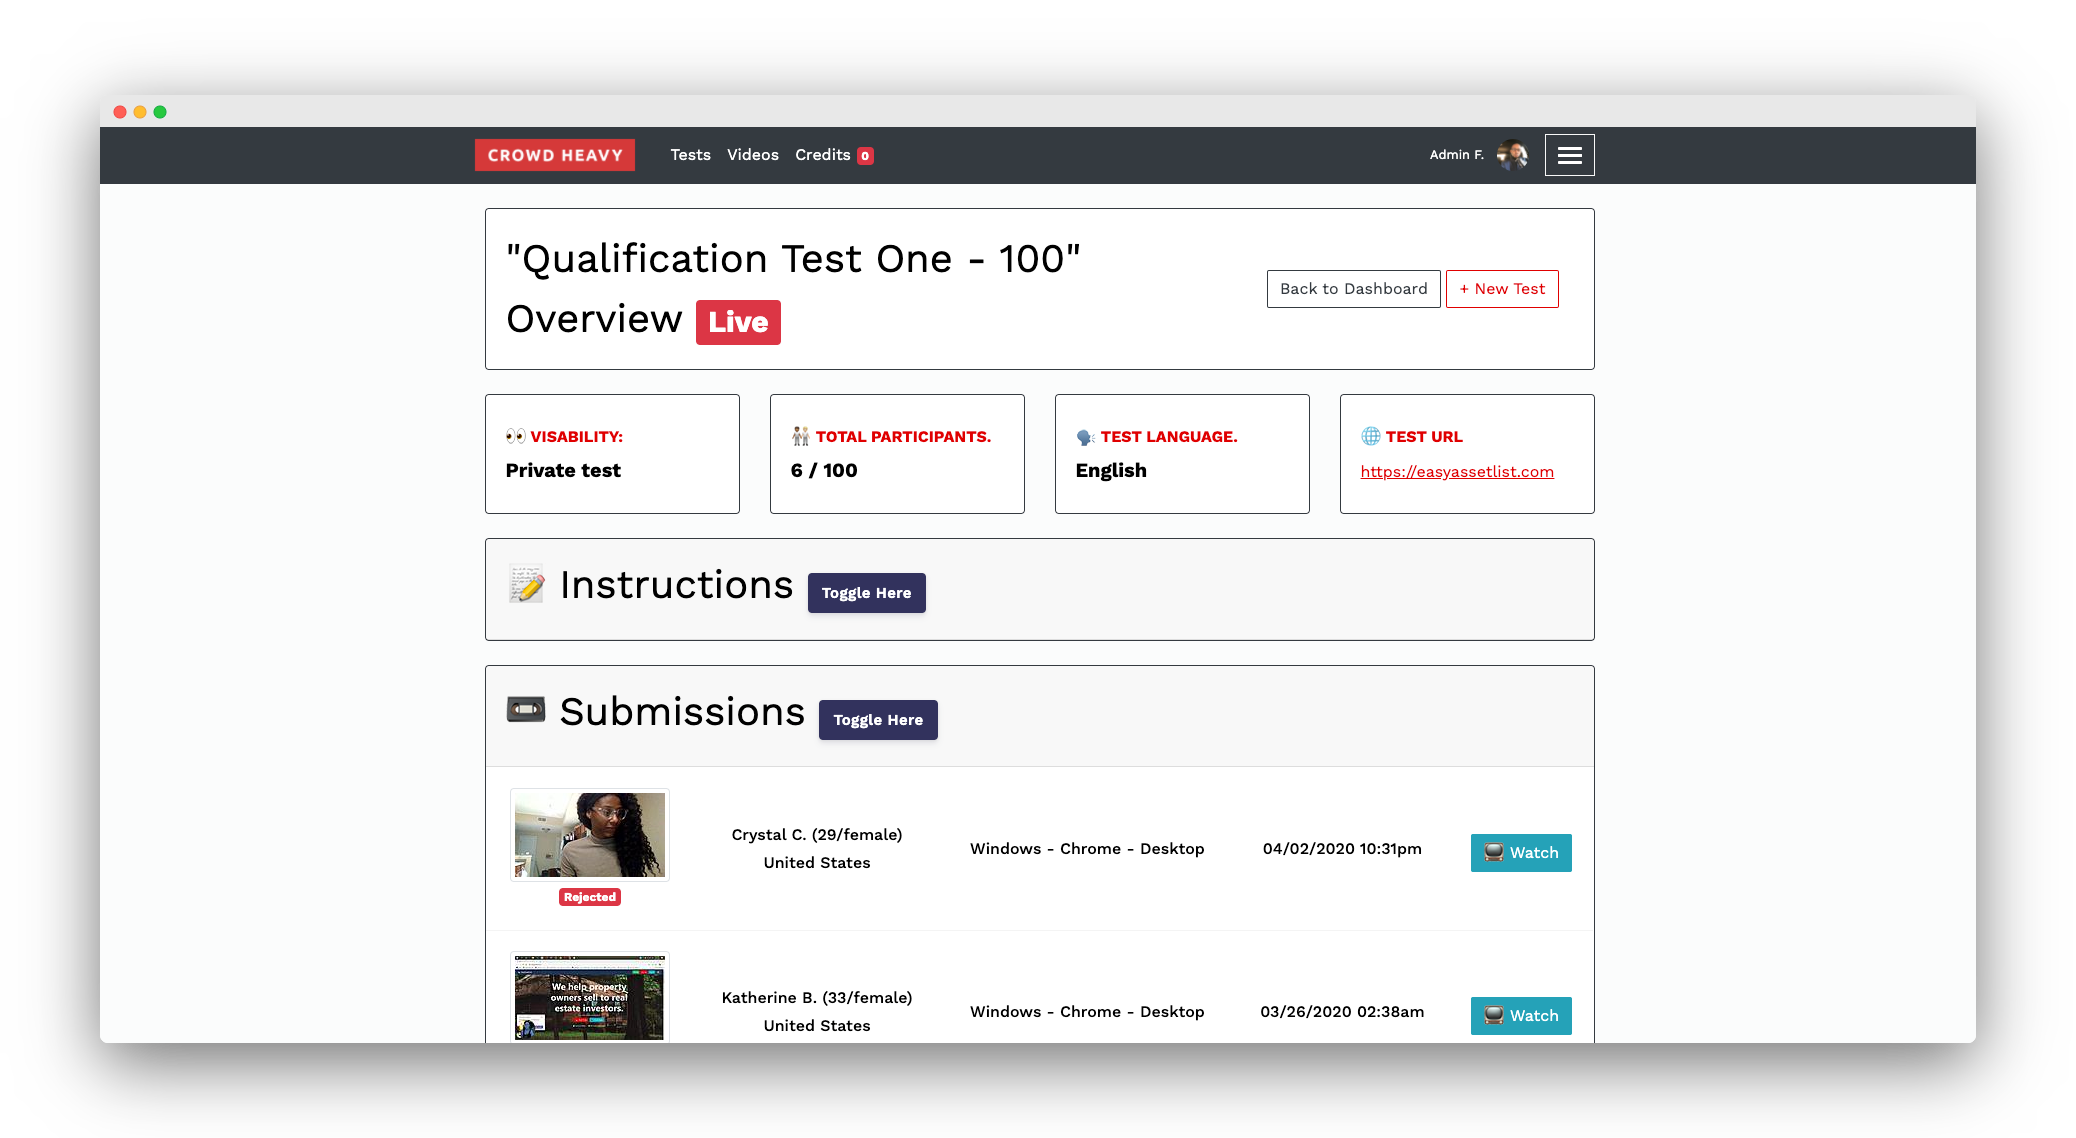 CROWD HEAVY Tests Videos Credits 0 Admin F.
"Qualification Test One - 100"
Overview Live
Back to Dashboard + New Test
VISABILITY:
Private test
TOTAL PARTICIPANTS.
6 / 100
TEST LANGUAGE.
English
TEST URL
https://easyassetlist.com
Instructions Toggle Here
Submissions Toggle Here
Crystal C. (29/female)
United States
Windows - Chrome - Desktop
04/02/2020 10:31pm
Watch
Rejected
We help property
owners sell to real
estate investors.
Katherine B. (33/female)
United States
Windows - Chrome - Desktop
03/26/2020 02:38am
Watch